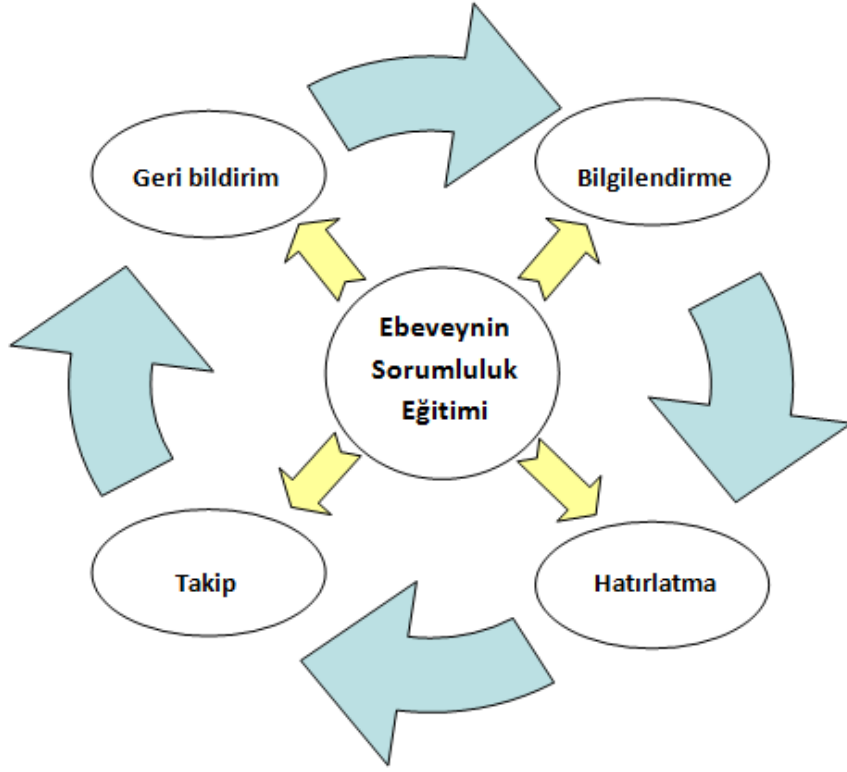 Geri bildirim
Bilgilendirme
Ebeveynin
Sorumluluk
Eğitimi
Takip
Hatırlatma